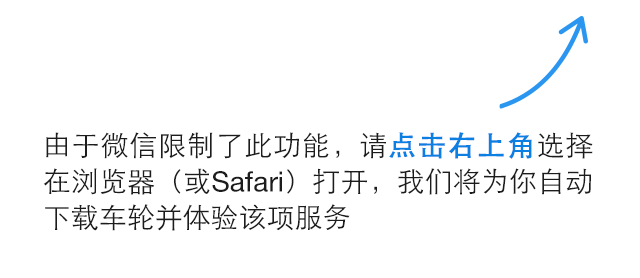 由于微信限制了此功能，请点击右上角选择
在浏览器（或Safari）打开，我们将为你自动
下载车轮并体验该项服务